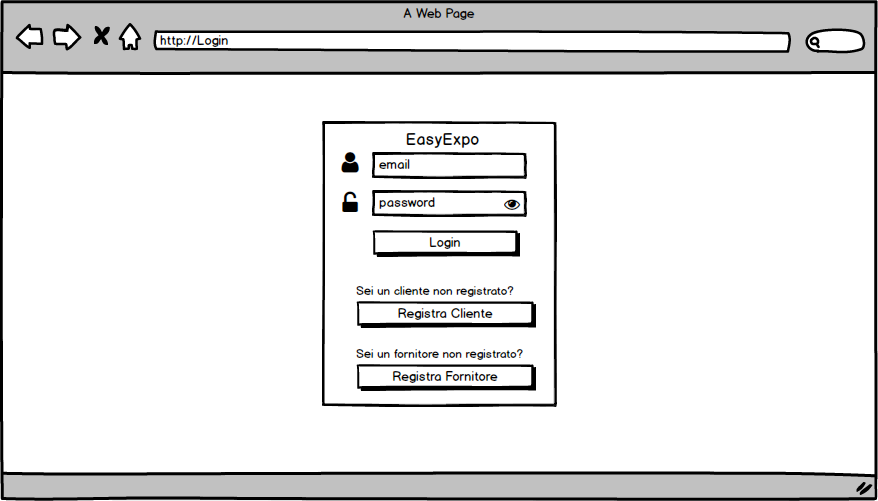 A Web Page
http://Login
EasyExpo
email
password
Login
Sei un cliente non registrato?
Registra Cliente
Sei un fornitore non registrato?
Registra Fornitore